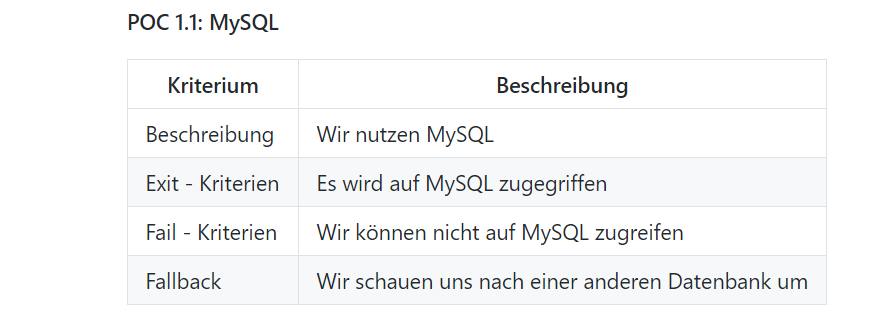 POC 1.1: MySQL
Kriterium Beschreibung
Beschreibung Wir nutzen MySQL
Exit - Kriterien Es wird auf MySQL zugegriffen
Fail - Kriterien Wir können nicht auf MySQL zugreifen
Fallback Wir schauen uns nach einer anderen Datenbank um